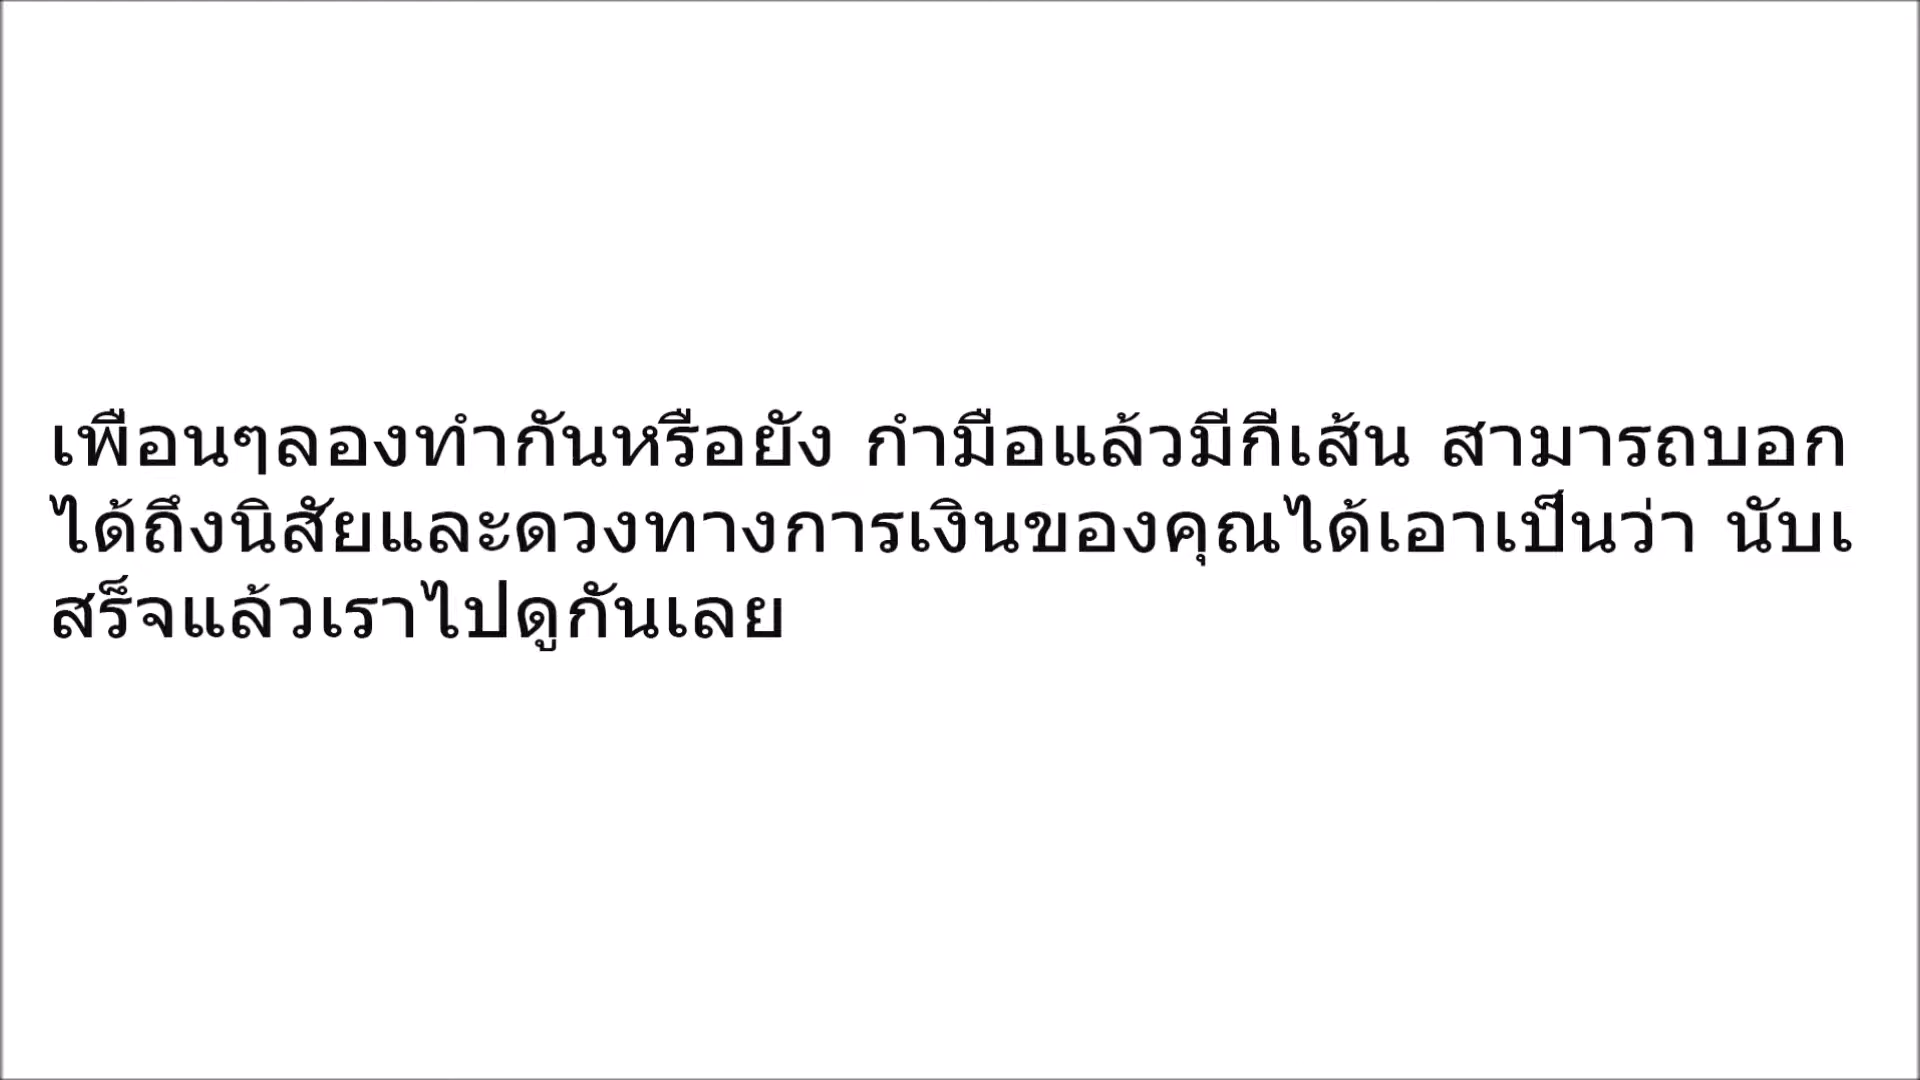 เพื่อนๆลองทำกันหรือยัง กำมือแล้วมีกี่เส้น สามารถบอก
ได้ถึงนิสัยและดวงทางการเงินของคุณได้เอาเป็นว่า นับเ
สร็จแล้วเราไปดูกันเลย